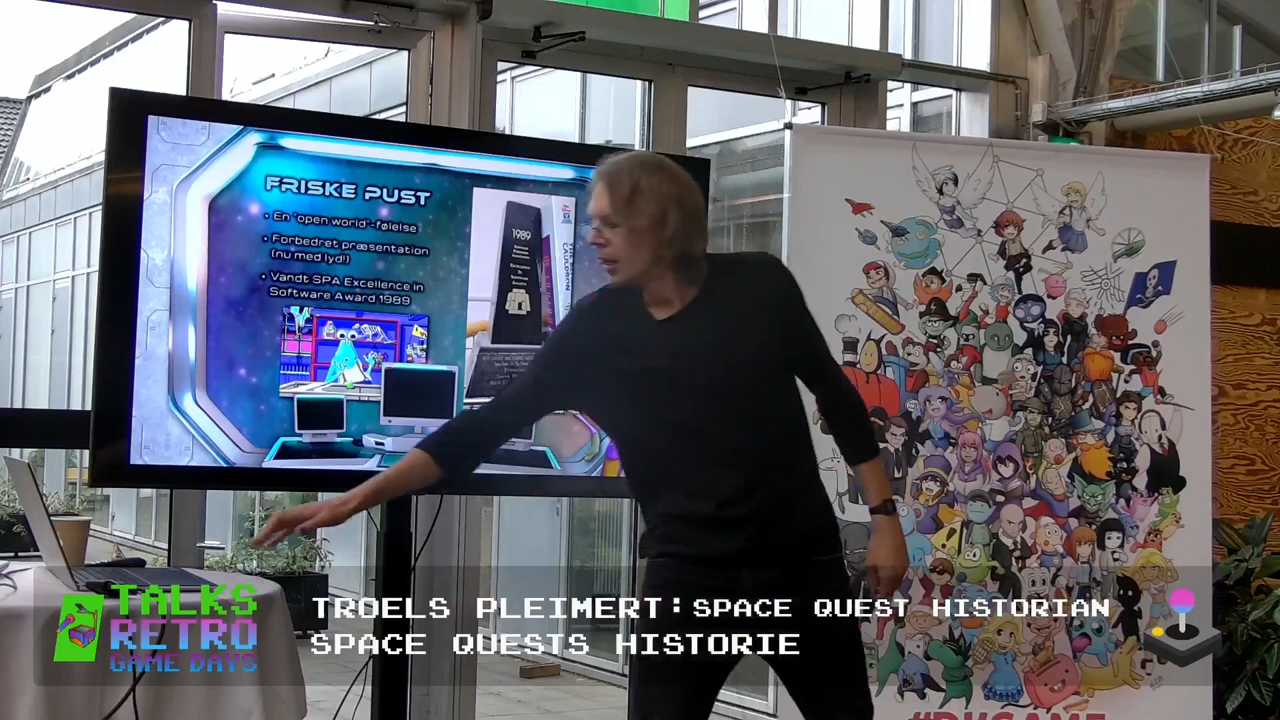 FRISKE PUST
• En "open world"-følelse
• Forbedret præsentation
(nu med lyd!)
• Vandt SPA Excellence in
Software Award 1989
1989
TALKS
RETRO
GAME DAYS
TROELS PLEIMERT: SPACE QUEST HISTORIAN
SPACE QUESTS HISTORIE